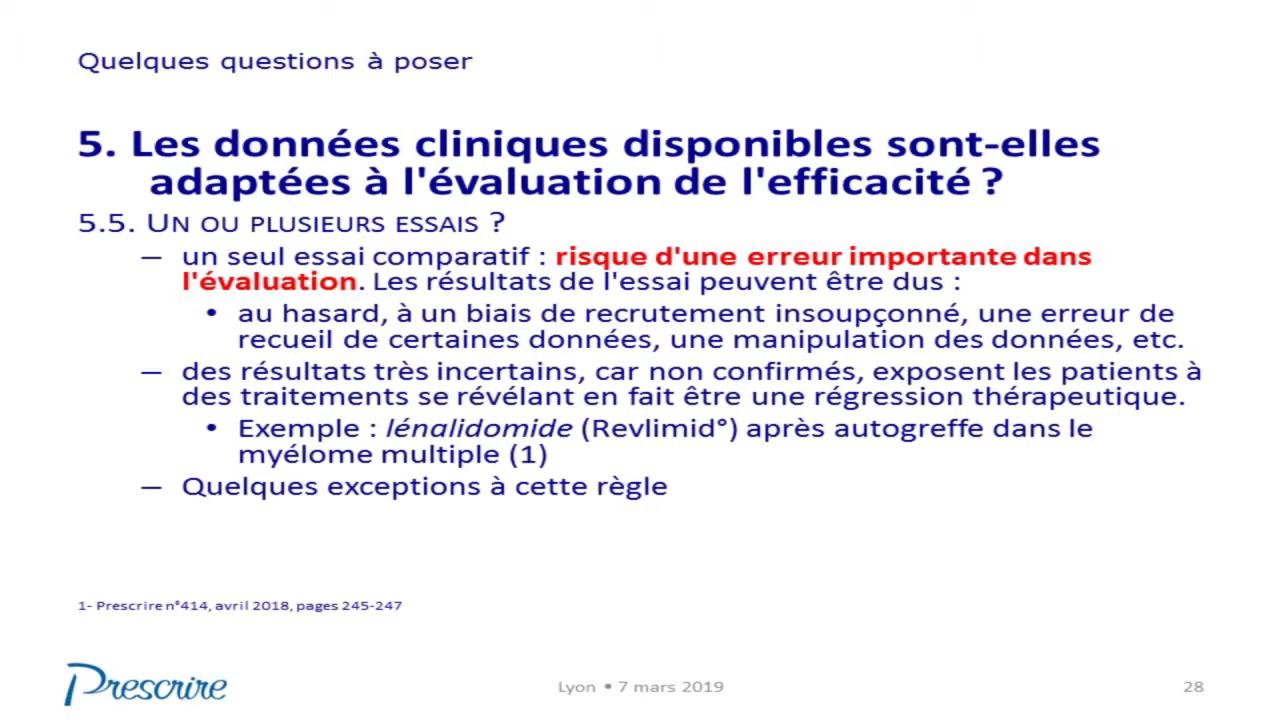 Quelques questions à poser
5. Les données cliniques disponibles sont-elles
adaptées à l'évaluation de l'efficacité ?
5.5. UN OU PLUSIEURS ESSAIS ?
– un seul essai comparatif : risque d'une erreur importante dans
l'évaluation. Les résultats de l'essai peuvent être dus :
• au hasard, à un biais de recrutement insoupçonné, une erreur de
recueil de certaines données, une manipulation des données, etc.
– des résultats très incertains, car non confirmés, exposent les patients à
des traitements se révélant en fait être une régression thérapeutique.
• Exemple : lénalidomide (Revlimid°) après autogreffe dans le
myélome multiple (1)
– Quelques exceptions à cette règle
1- Prescrire n°414, avril 2018, pages 245-247
Prescrire
Lyon • 7 mars 2019
28